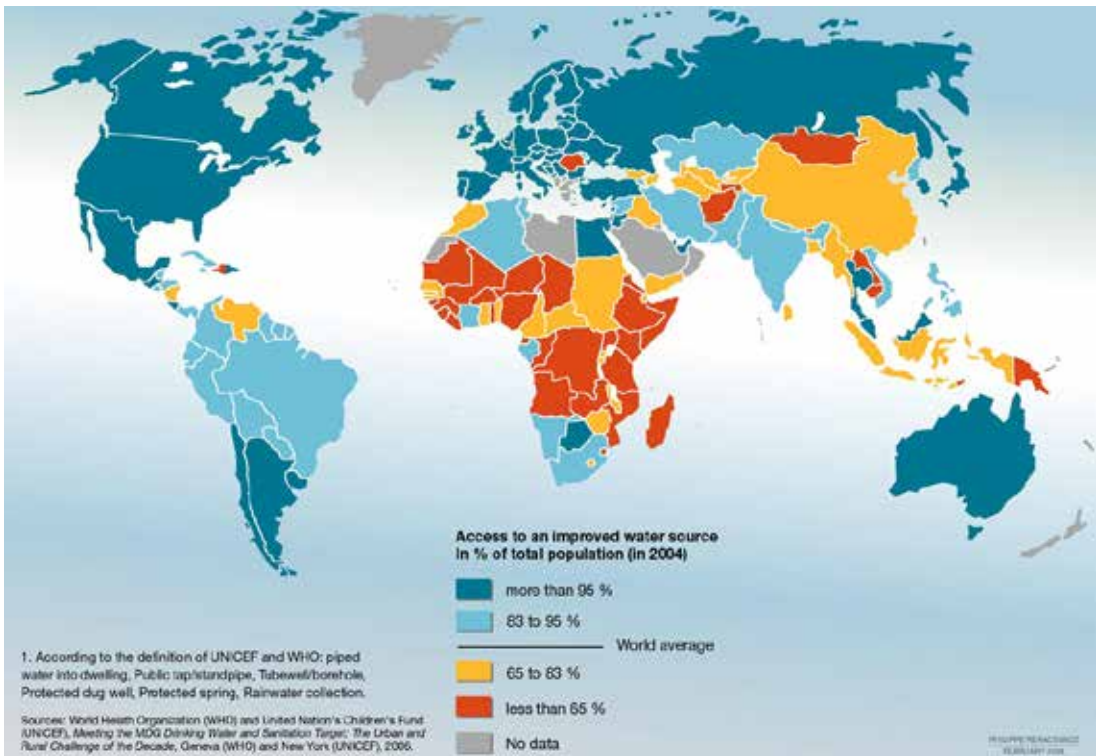 Access to an improved water source
in % of total population (in 2004)
more than 95 %
83 to 95 %
World average
65 to 83 %
less than 65 %
No data
1. According to the definition of UNICEF and WHO: piped
water into dwelling, Public tap/standpipe, Tubewell/borehole,
Protected dug well, Protected spring, Rainwater collection.
Sources: World Health Organization (WHO) and United Nation's Children's Fund
(UNICEF), Meeting the MDG Drinking Water and Sanitation Target: The Urban and
Rural Challenge of the Decade, Geneva (WHO) and New York (UNICEF), 2006.
PHILIPPE REKACEWICZ
FEBRUARY